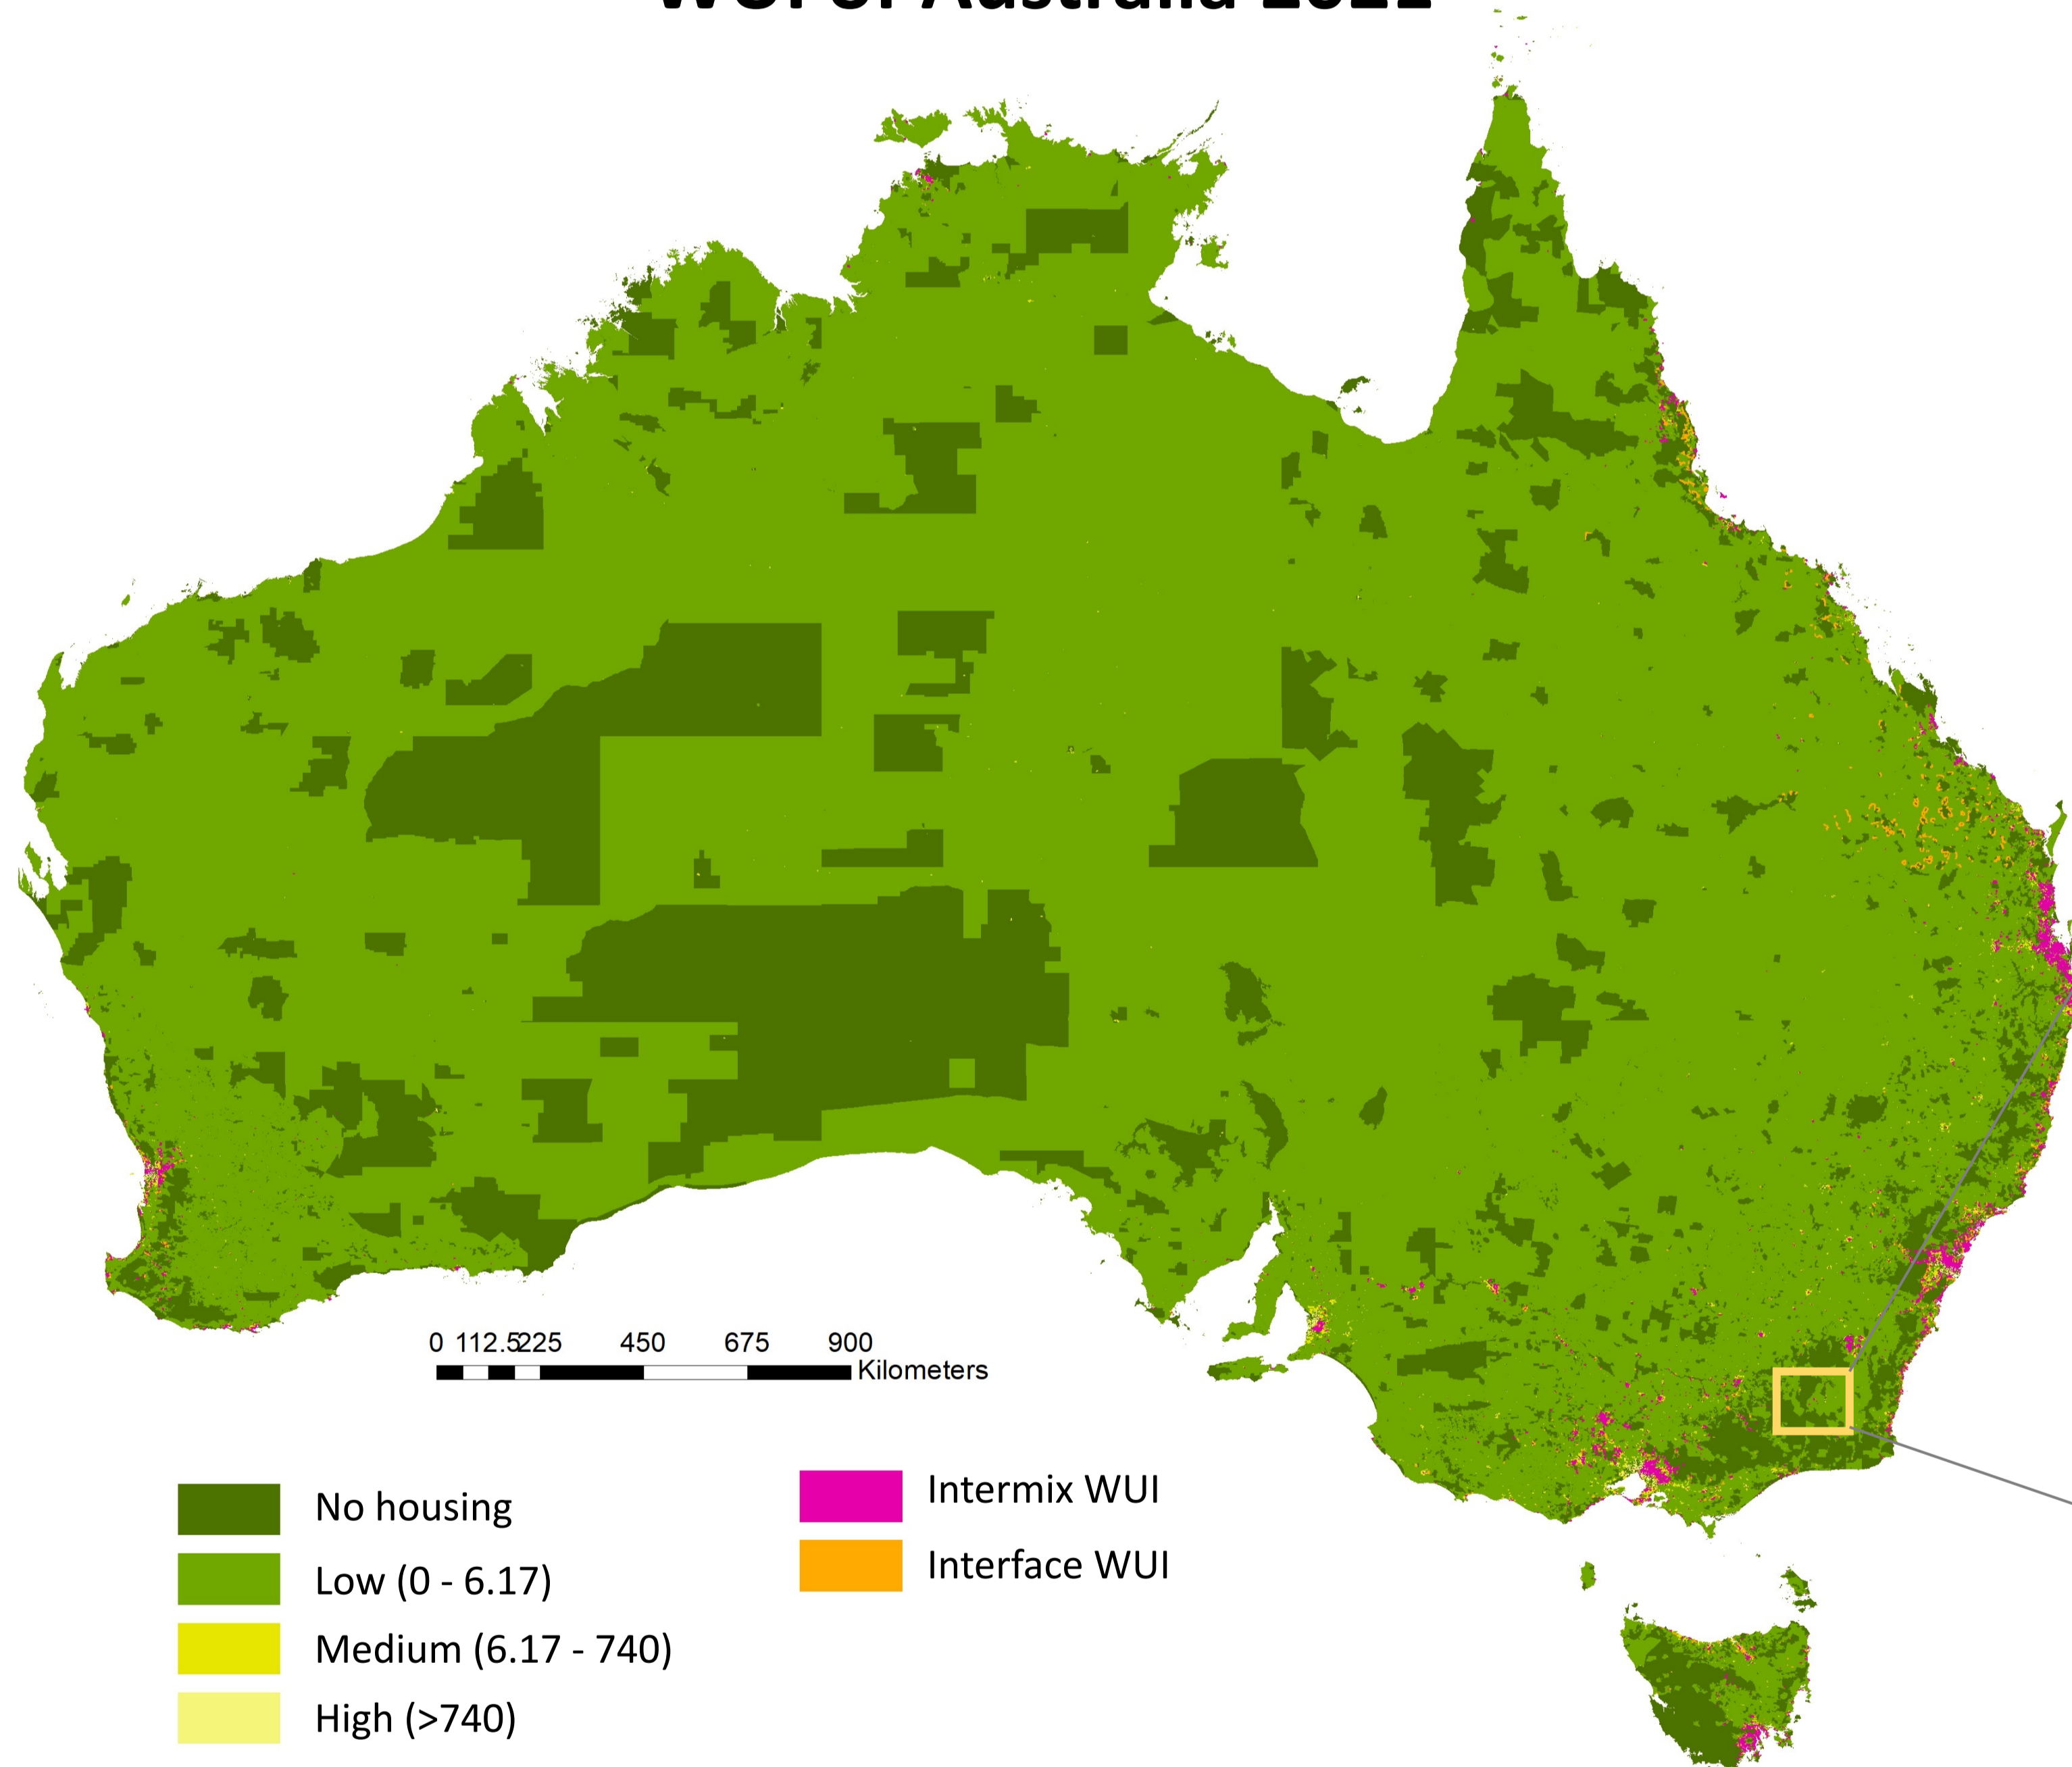 0 112.5225 450 675 900
Kilometers
No housing
Low (0 - 6.17)
Medium (6.17 - 740)
High (>740)
Intermix WUI
Interface WUI